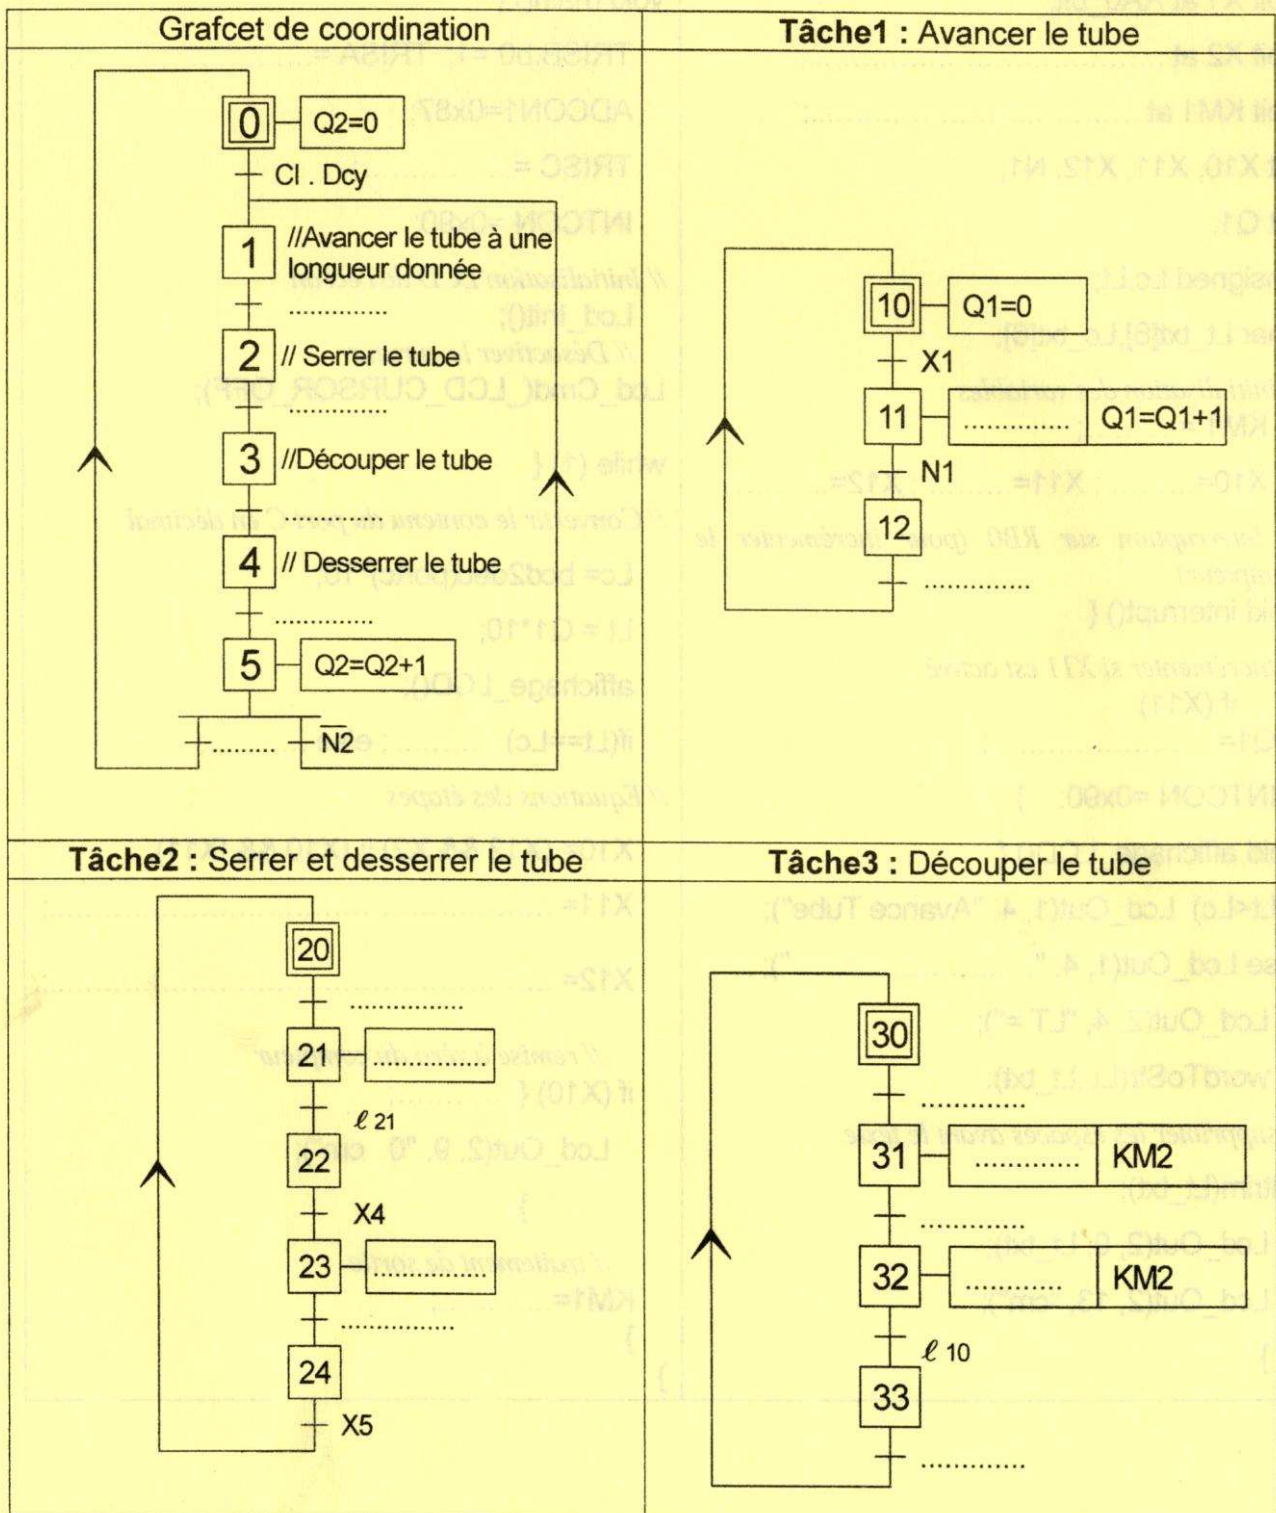 Grafcet de coordination
0
Q2=0
Cl . Dcy
1
//Avancer le tube à une
longueur donnée
.............
2
// Serrer le tube
.............
3
//Découper le tube
.............
4
// Desserrer le tube
.............
5
Q2=Q2+1
.........
N̅2̅
Tâche1 : Avancer le tube
10
Q1=0
X1
11
.............. Q1=Q1+1
N1
12
..............
Tâche2 : Serrer et desserrer le tube
20
..............
21
..............
ℓ 21
22
X4
23
..............
..............
24
X5
Tâche3 : Découper le tube
30
.............
31
............. KM2
.............
32
............. KM2
ℓ 10
33
.............